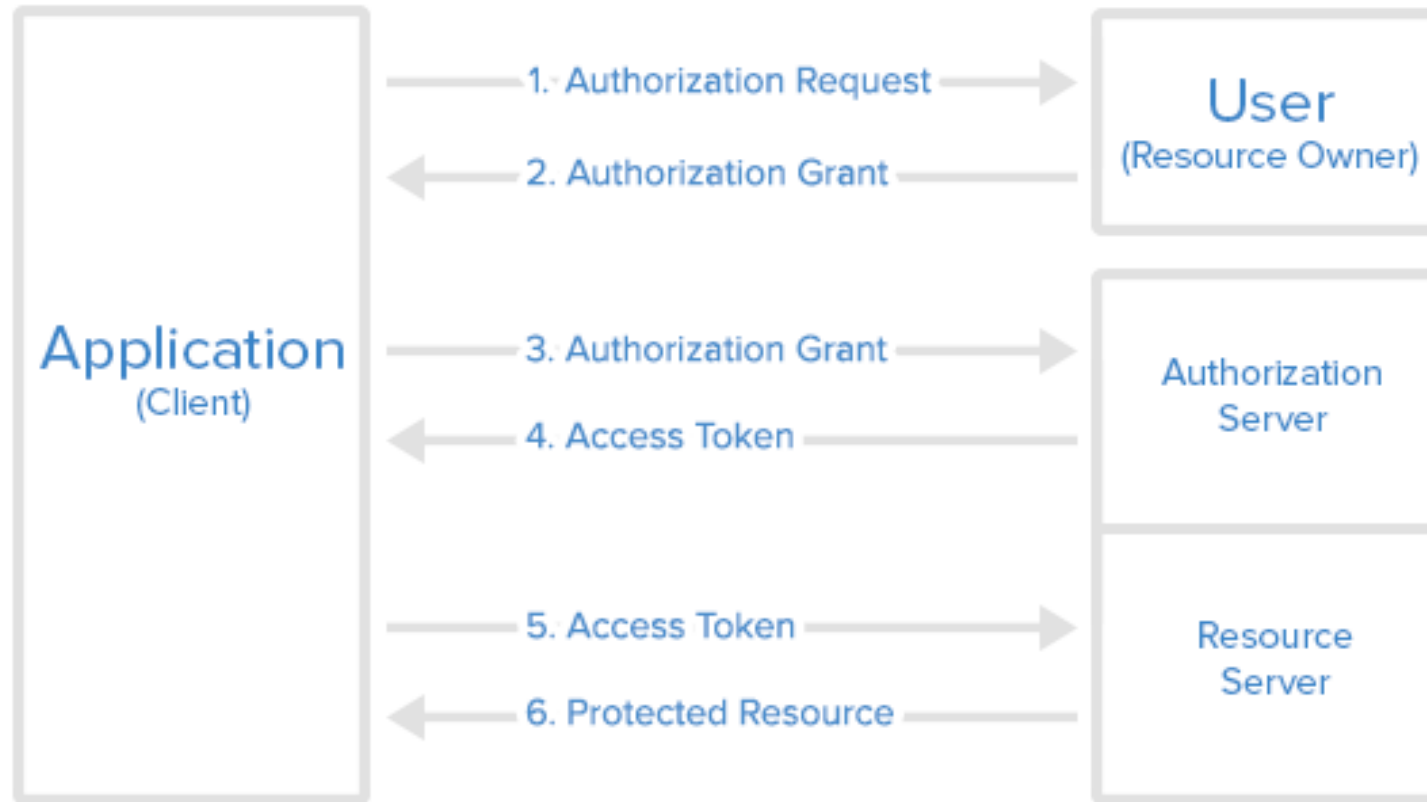 1. Authorization Request
User
(Resource Owner)
2. Authorization Grant
Application
(Client)
3. Authorization Grant
Authorization
Server
4. Access Token
5. Access Token
Resource
Server
6. Protected Resource